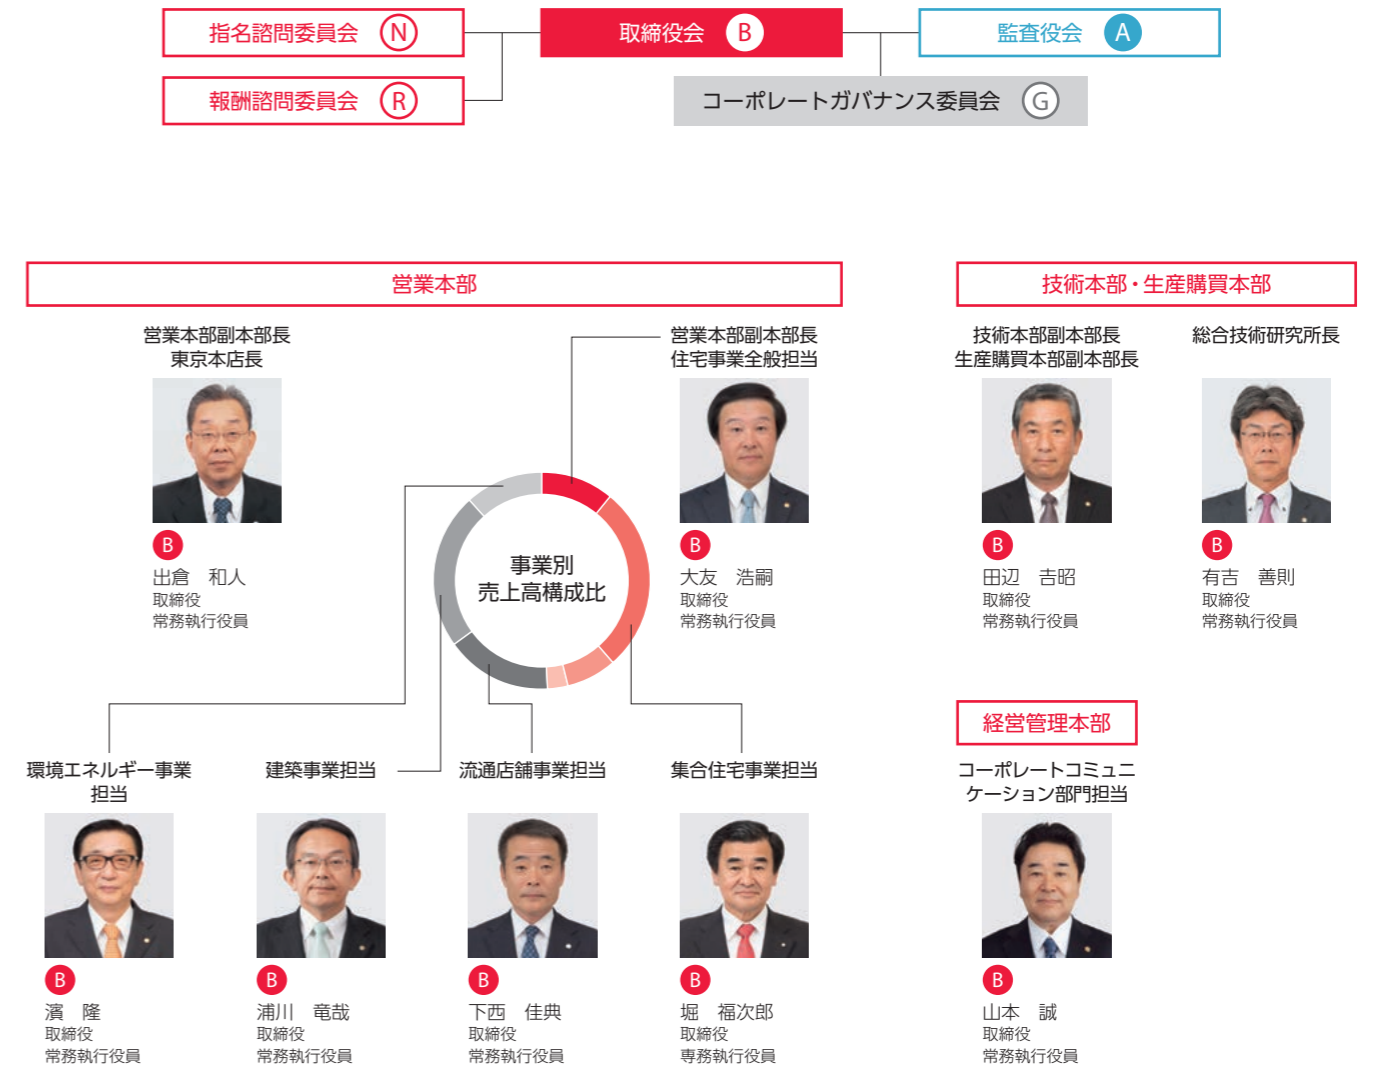 指名諮問委員会 N
取締役会 B
監査役会 A
報酬諮問委員会 R
コーポレートガバナンス委員会 G
営業本部
営業本部副本部長
東京本店長
B
出倉 和人
取締役
常務執行役員
営業本部副本部長
住宅事業全般担当
B
大友 浩嗣
取締役
常務執行役員
事業別
売上高構成比
環境エネルギー事業
担当
B
濱 隆
取締役
常務執行役員
建築事業担当
B
浦川 竜哉
取締役
常務執行役員
流通店舗事業担当
B
下西 佳典
取締役
常務執行役員
集合住宅事業担当
B
堀 福次郎
取締役
専務執行役員
技術本部・生産購買本部
技術本部副本部長
生産購買本部副本部長
B
田辺 吉昭
取締役
常務執行役員
総合技術研究所長
B
有吉 善則
取締役
常務執行役員
経営管理本部
コーポレートコミュニ
ケーション部門担当
B
山本 誠
取締役
常務執行役員